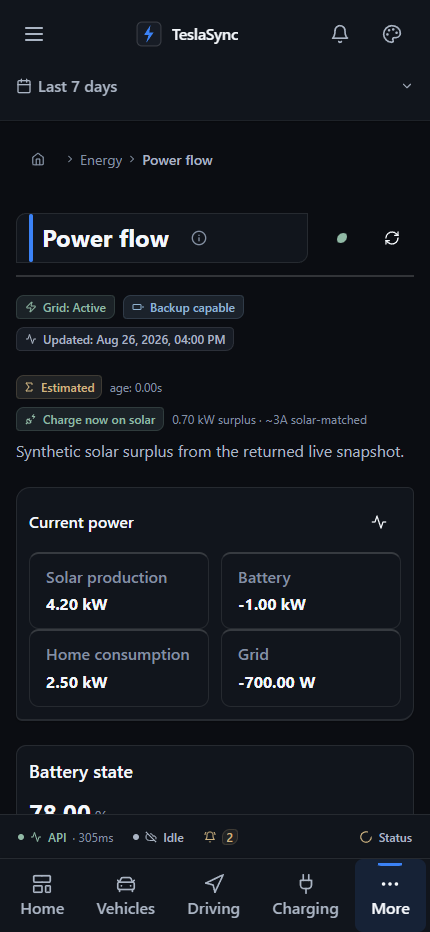 TeslaSync
Last 7 days
Energy > Power flow
Power flow
Grid: Active
Backup capable
Updated: Aug 26, 2026, 04:00 PM
Estimated
age: 0.00s
Charge now on solar
0.70 kW surplus · ~3A solar-matched
Synthetic solar surplus from the returned live snapshot.
Current power
Solar production
4.20 kW
Battery
-1.00 kW
Home consumption
2.50 kW
Grid
-700.00 W
Battery state
78.00 %
API · 305ms
Idle
2
Status
Home
Vehicles
Driving
Charging
More